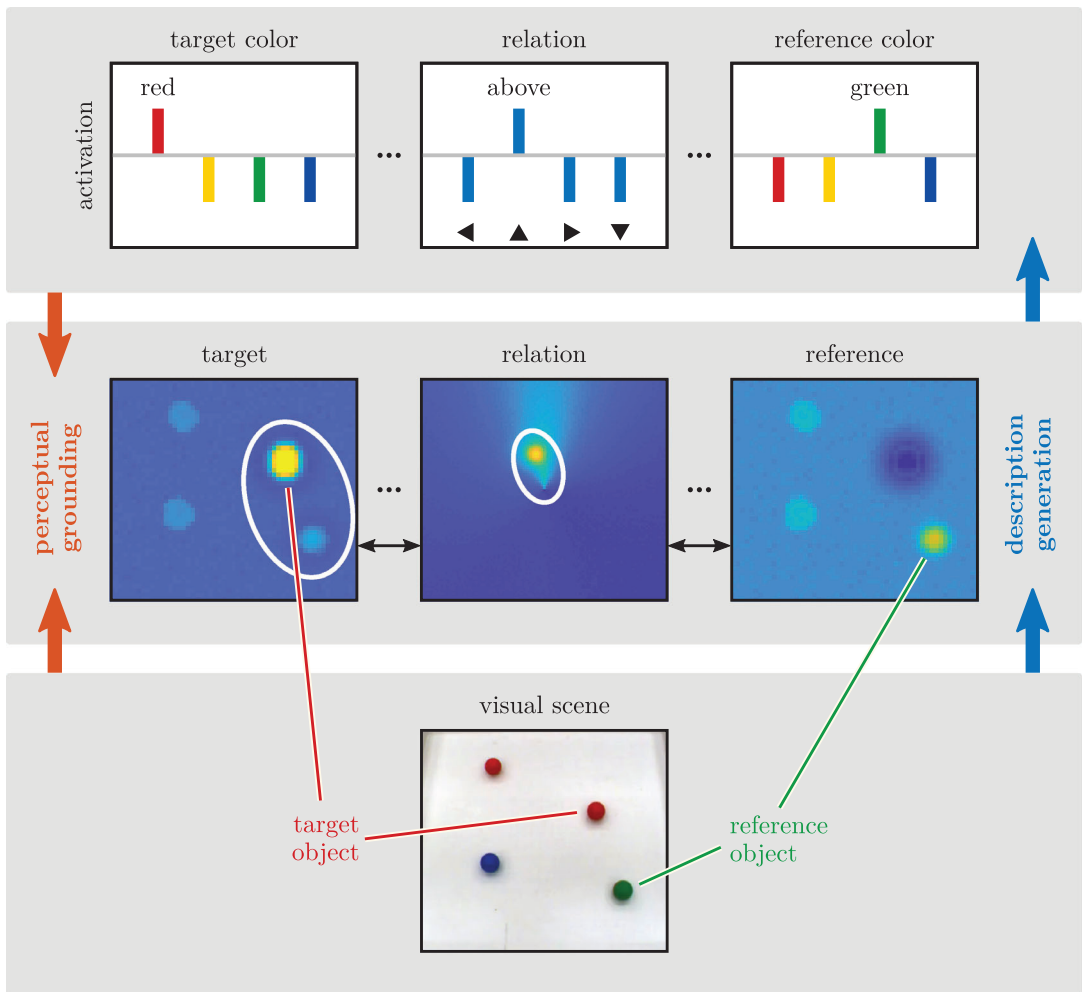 target color
relation
reference color
red
above
green
activation
...
...
target
relation
reference
perceptual
grounding
...
...
description
generation
visual scene
target
object
reference
object